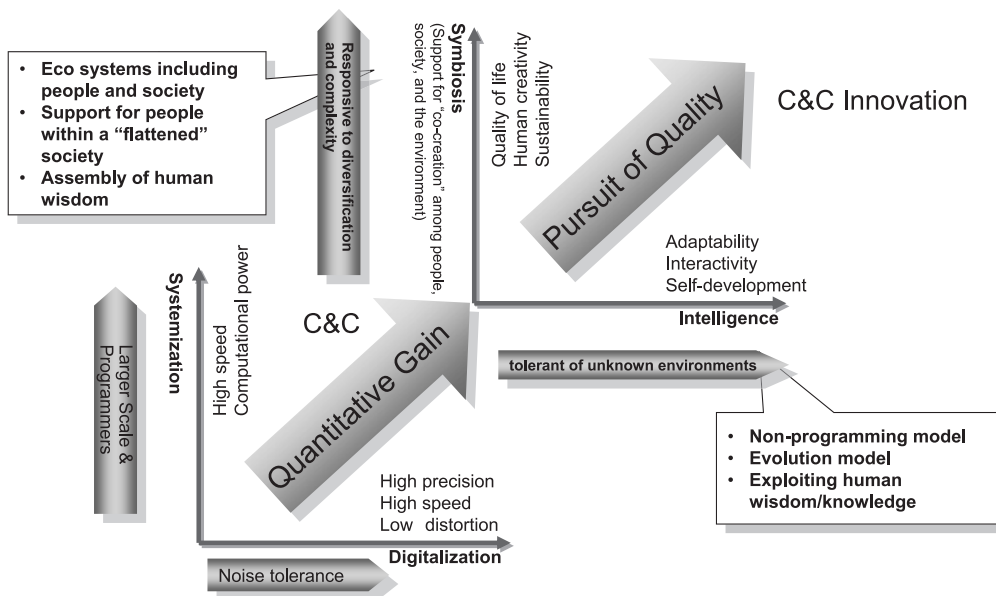 • Eco systems including
people and society
• Support for people
within a “flattened”
society
• Assembly of human
wisdom
Responsive to diversification
and complexity
Symbiosis
(Support for “co-creation” among people,
society, and the environment)
Quality of life
Human creativity
Sustainability
Pursuit of Quality
C&C Innovation
Adaptability
Interactivity
Self-development
Intelligence
tolerant of unknown environments
• Non-programming model
• Evolution model
• Exploiting human
wisdom/knowledge
Larger Scale &
Programmers
Systemization
High speed
Computational power
C&C
Quantitative Gain
High precision
High speed
Low distortion
Digitalization
Noise tolerance